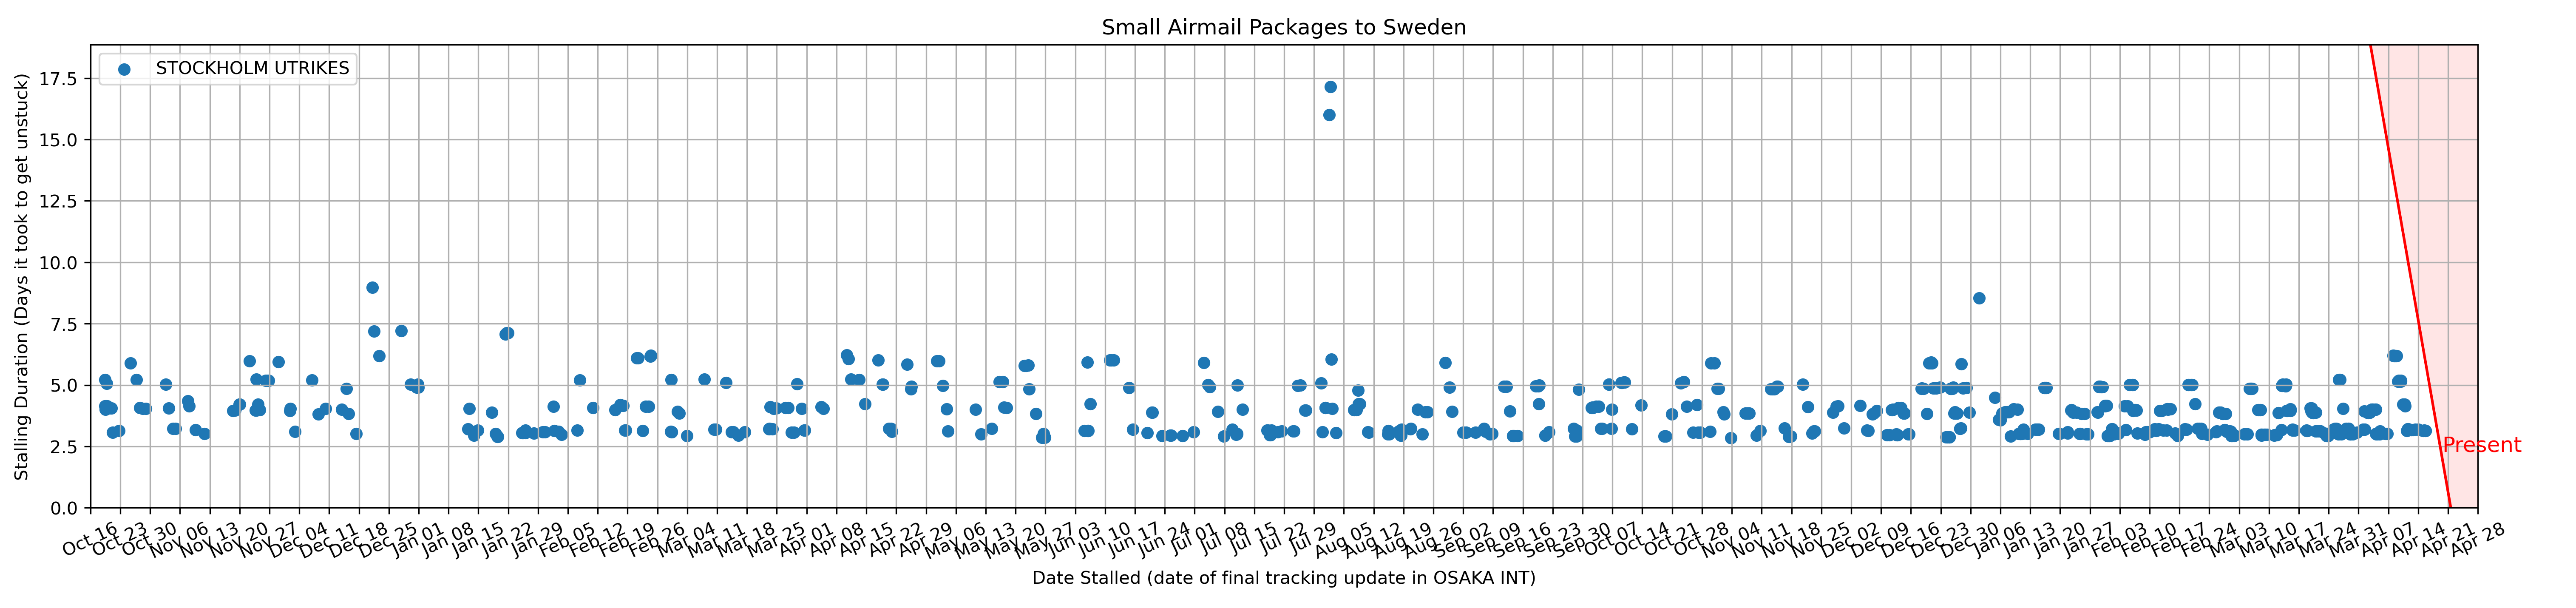 Small Airmail Packages to Sweden
STOCKHOLM UTRIKES
Stalling Duration (Days it took to get unstuck)
17.5
15.0
12.5
10.0
7.5
5.0
2.5
0.0
Present
Oct 16 Oct 23 Oct 30 Nov 06 Nov 13 Nov 20 Nov 27 Dec 04 Dec 11 Dec 18 Dec 25 Jan 01 Jan 08 Jan 15 Jan 22 Jan 29 Feb 05 Feb 12 Feb 19 Feb 26 Mar 04 Mar 11 Mar 18 Mar 25 Apr 01 Apr 08 Apr 15 Apr 22 Apr 29 May 06 May 13 May 20 May 27 Jun 03 Jun 10 Jun 17 Jun 24 Jul 01 Jul 08 Jul 15 Jul 22 Jul 29 Aug 05 Aug 12 Aug 19 Aug 26 Sep 02 Sep 09 Sep 16 Sep 23 Sep 30 Oct 07 Oct 14 Oct 21 Oct 28 Nov 04 Nov 11 Nov 18 Nov 25 Dec 02 Dec 09 Dec 16 Dec 23 Dec 30 Jan 06 Jan 13 Jan 20 Jan 27 Feb 03 Feb 10 Feb 17 Feb 24 Mar 03 Mar 10 Mar 17 Mar 24 Mar 31 Apr 07 Apr 14 Apr 21 Apr 28
Date Stalled (date of final tracking update in OSAKA INT)